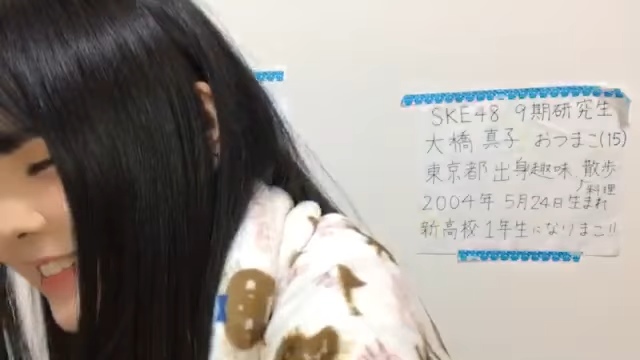 SKE48 9期研究生
大橋真子 おつまこ(15)
東京都出身趣味、散歩
料理
2004年 5月24日生まれ
新高校1年生になりまこ!!